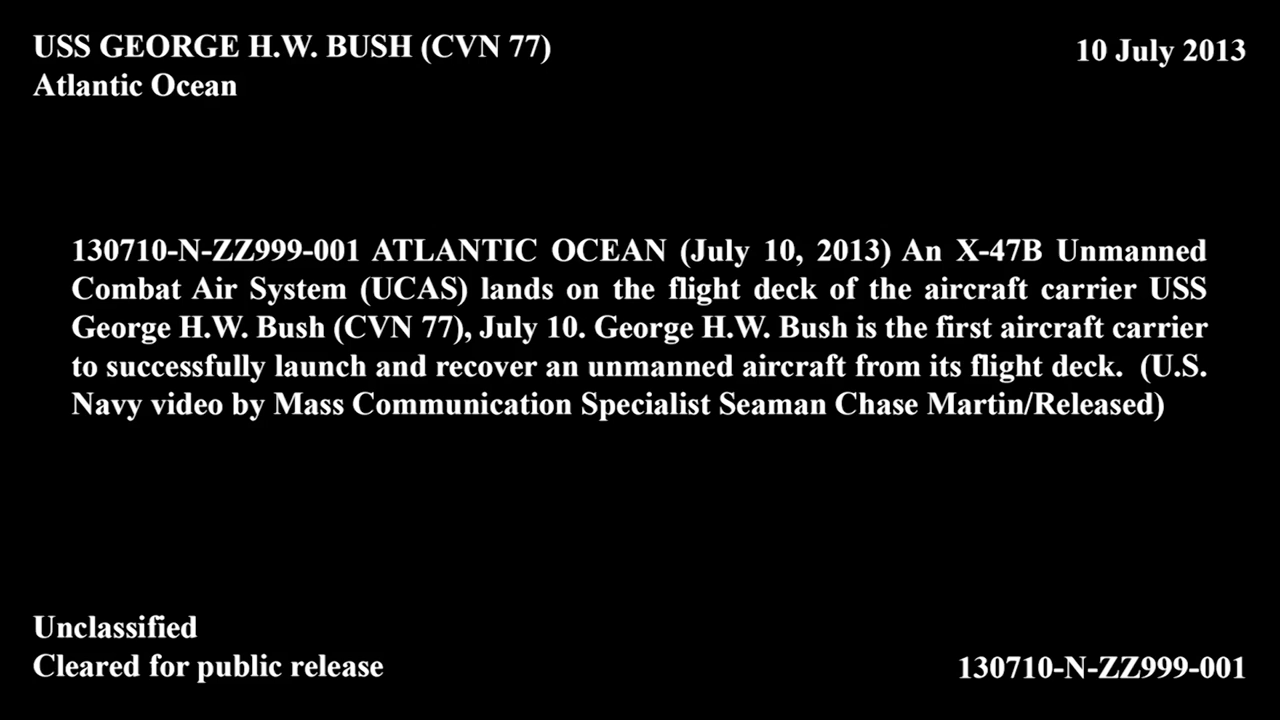 USS GEORGE H.W. BUSH (CVN 77)
Atlantic Ocean
10 July 2013
130710-N-ZZ999-001 ATLANTIC OCEAN (July 10, 2013) An X-47B Unmanned
Combat Air System (UCAS) lands on the flight deck of the aircraft carrier USS
George H.W. Bush (CVN 77), July 10. George H.W. Bush is the first aircraft carrier
to successfully launch and recover an unmanned aircraft from its flight deck.  (U.S.
Navy video by Mass Communication Specialist Seaman Chase Martin/Released)
Unclassified
Cleared for public release
130710-N-ZZ999-001